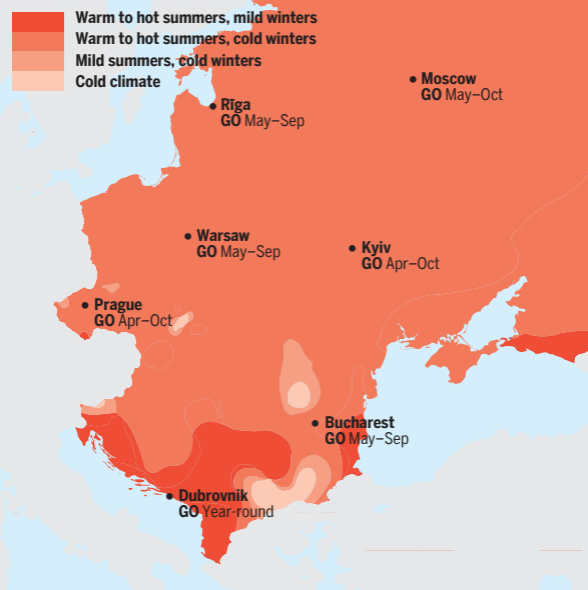 Warm to hot summers, mild winters
Warm to hot summers, cold winters
Mild summers, cold winters
Cold climate
Moscow
GO May–Oct
Rīga
GO May–Sep
Warsaw
GO May–Sep
Kyiv
GO Apr–Oct
Prague
GO Apr–Oct
Bucharest
GO May–Sep
Dubrovnik
GO Year-round